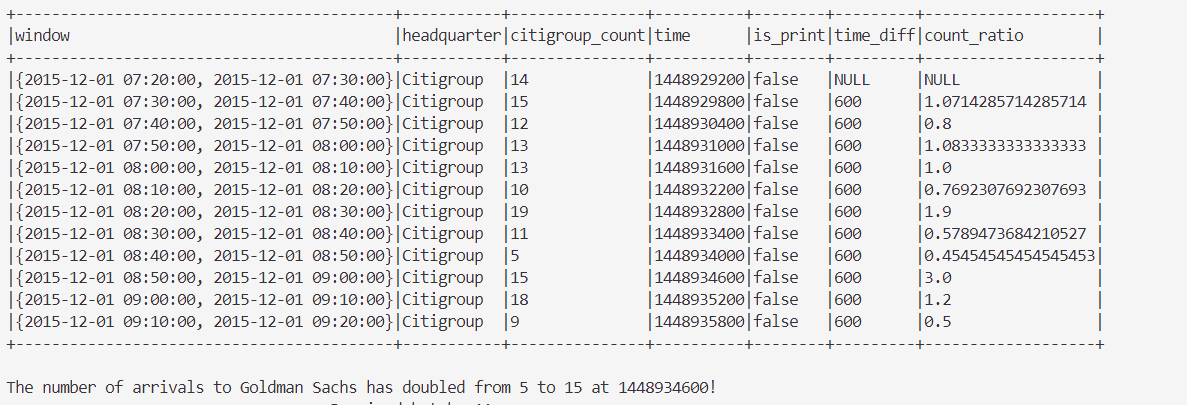 +------------------------------------------+-----------+----------------+----------+--------+---------+-------------------+
|window |headquarter|citigroup_count|time |is_print|time_diff|count_ratio |
+------------------------------------------+-----------+----------------+----------+--------+---------+-------------------+
|{2015-12-01 07:20:00, 2015-12-01 07:30:00}|Citigroup |14 |1448929200|false |NULL |NULL |
|{2015-12-01 07:30:00, 2015-12-01 07:40:00}|Citigroup |15 |1448929800|false |600 |1.0714285714285714 |
|{2015-12-01 07:40:00, 2015-12-01 07:50:00}|Citigroup |12 |1448930400|false |600 |0.8 |
|{2015-12-01 07:50:00, 2015-12-01 08:00:00}|Citigroup |13 |1448931000|false |600 |1.0833333333333333 |
|{2015-12-01 08:00:00, 2015-12-01 08:10:00}|Citigroup |13 |1448931600|false |600 |1.0 |
|{2015-12-01 08:10:00, 2015-12-01 08:20:00}|Citigroup |10 |1448932200|false |600 |0.7692307692307693 |
|{2015-12-01 08:20:00, 2015-12-01 08:30:00}|Citigroup |19 |1448932800|false |600 |1.9 |
|{2015-12-01 08:30:00, 2015-12-01 08:40:00}|Citigroup |11 |1448933400|false |600 |0.5789473684210527 |
|{2015-12-01 08:40:00, 2015-12-01 08:50:00}|Citigroup |5 |1448934000|false |600 |0.45454545454545453|
|{2015-12-01 08:50:00, 2015-12-01 09:00:00}|Citigroup |15 |1448934600|false |600 |3.0 |
|{2015-12-01 09:00:00, 2015-12-01 09:10:00}|Citigroup |18 |1448935200|false |600 |1.2 |
|{2015-12-01 09:10:00, 2015-12-01 09:20:00}|Citigroup |9 |1448935800|false |600 |0.5 |
+------------------------------------------+-----------+----------------+----------+--------+---------+-------------------+
The number of arrivals to Goldman Sachs has doubled from 5 to 15 at 1448934600!